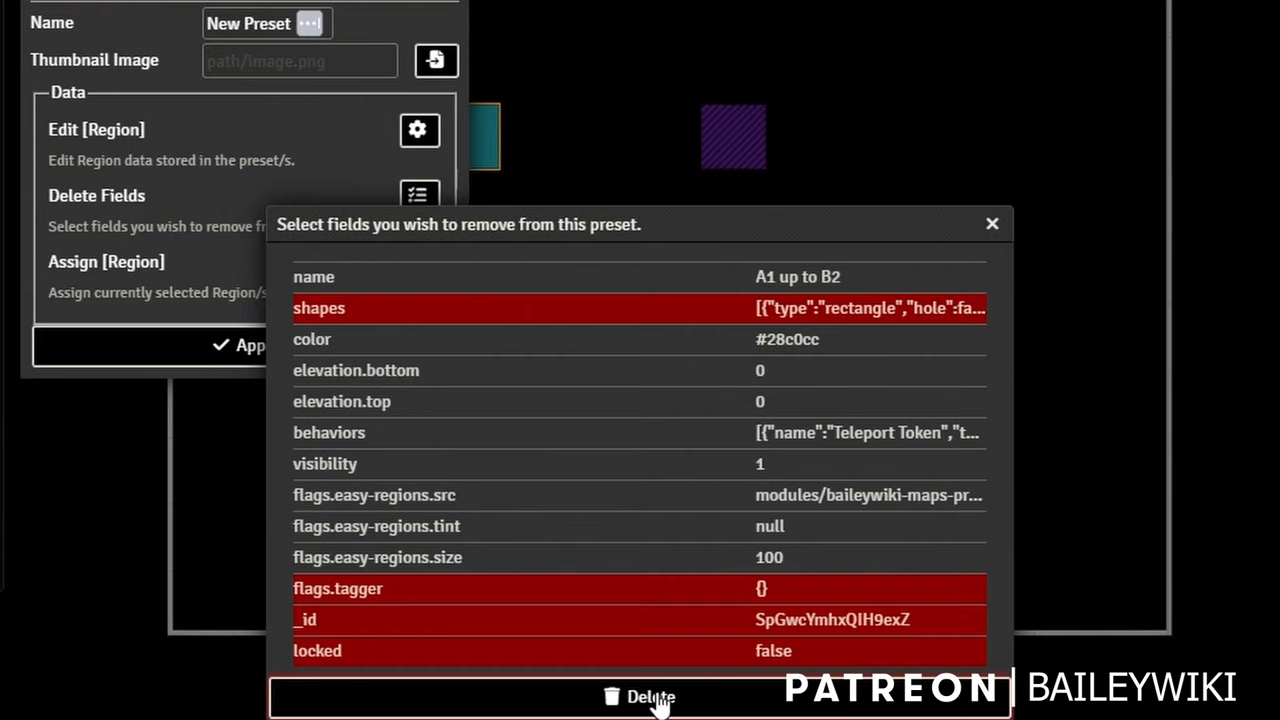 Name New Preset
Thumbnail Image path/image.png
Data
Edit [Region]
Edit Region data stored in the preset/s.
Delete Fields
Select fields you wish to remove fr
Assign [Region]
Assign currently selected Region/s
App
Select fields you wish to remove from this preset.
name A1 up to B2
shapes [{"type":"rectangle","hole":fa...
color #28c0cc
elevation.bottom 0
elevation.top 0
behaviors [{"name":"Teleport Token","t...
visibility 1
flags.easy-regions.src modules/baileywiki-maps-pr...
flags.easy-regions.tint null
flags.easy-regions.size 100
flags.tagger {}
_id SpGwcYmhxQIH9exZ
locked false
Delete
PATREON | BAILEYWIKI